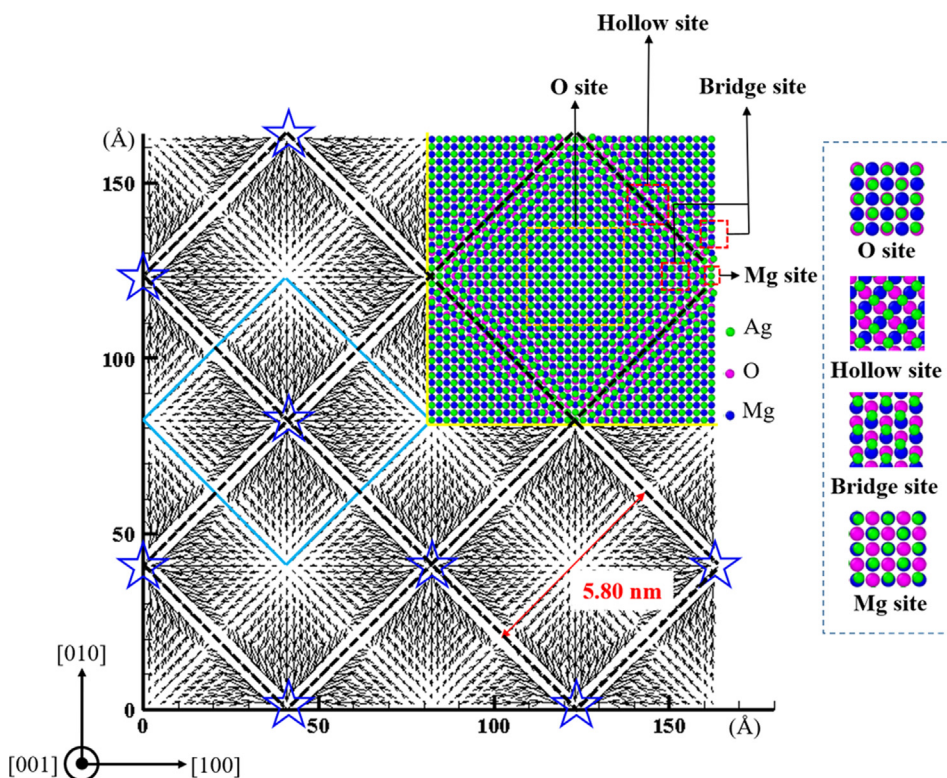 Hollow site
O site
Bridge site
(Å)
150
100
50
0
Mg site
Ag
O
Mg
5.80 nm
0
50
100
150
(Å)
[010]
[001]
[100]
O site
Hollow site
Bridge site
Mg site